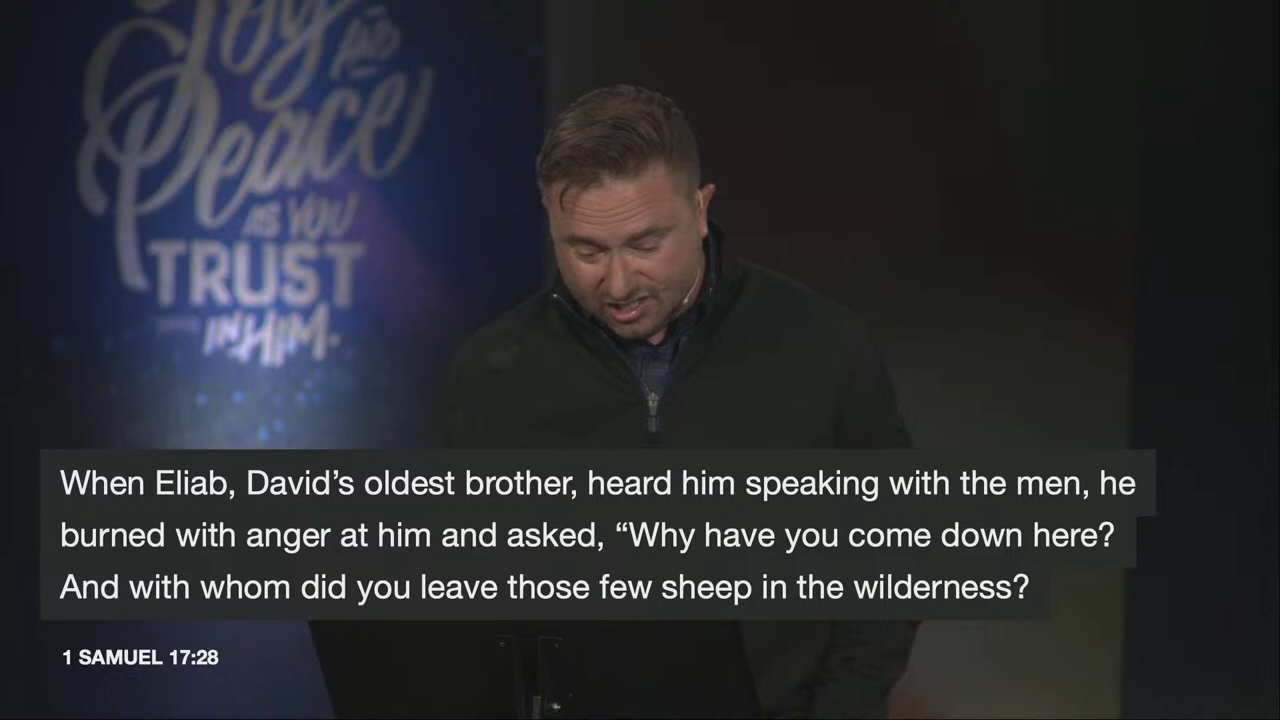 Joy AND
Peace
AS YOU
TRUST
IN HIM.
When Eliab, David’s oldest brother, heard him speaking with the men, he
burned with anger at him and asked, “Why have you come down here?
And with whom did you leave those few sheep in the wilderness?
1 SAMUEL 17:28